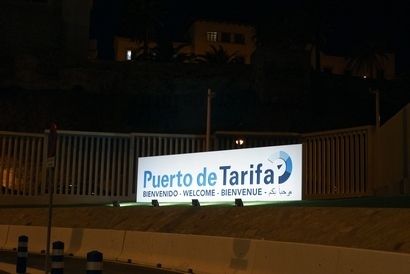 Puerto de Tarifa
BIENVENIDO - WELCOME - BIENVENUE - مرحبا بكم